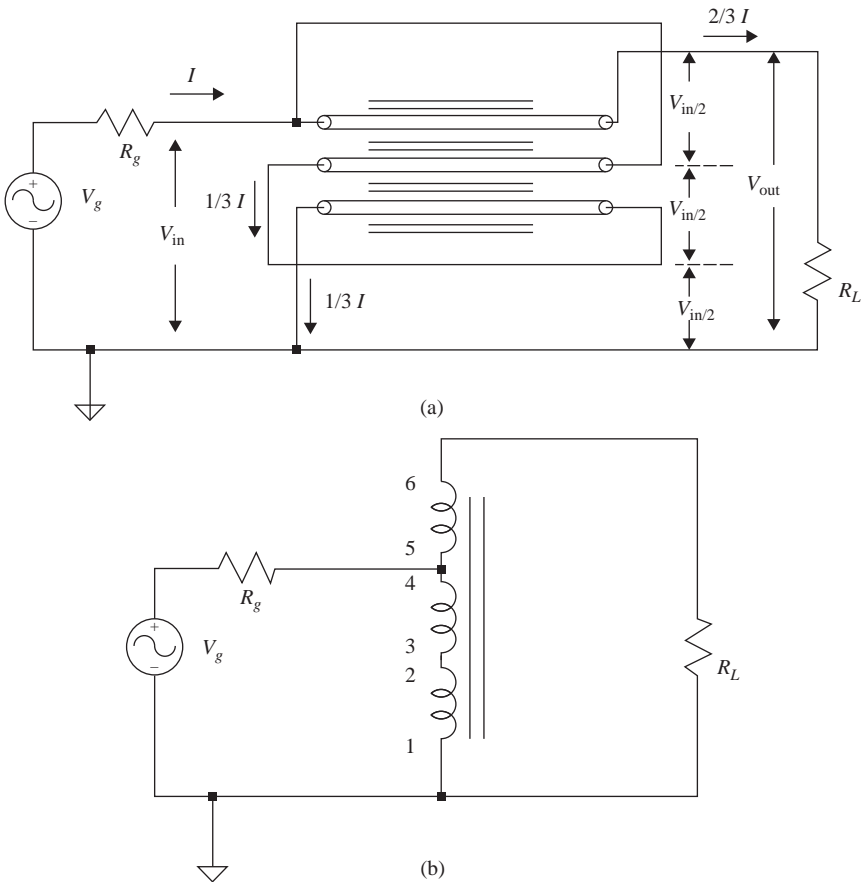 2/3 I
I
V_in/2
R_g
+
V_g
1/3 I
V_in
V_in/2
V_out
−
R_L
1/3 I
V_in/2
(a)
6
5
4
R_g
+
V_g
3
−
2
R_L
1
(b)